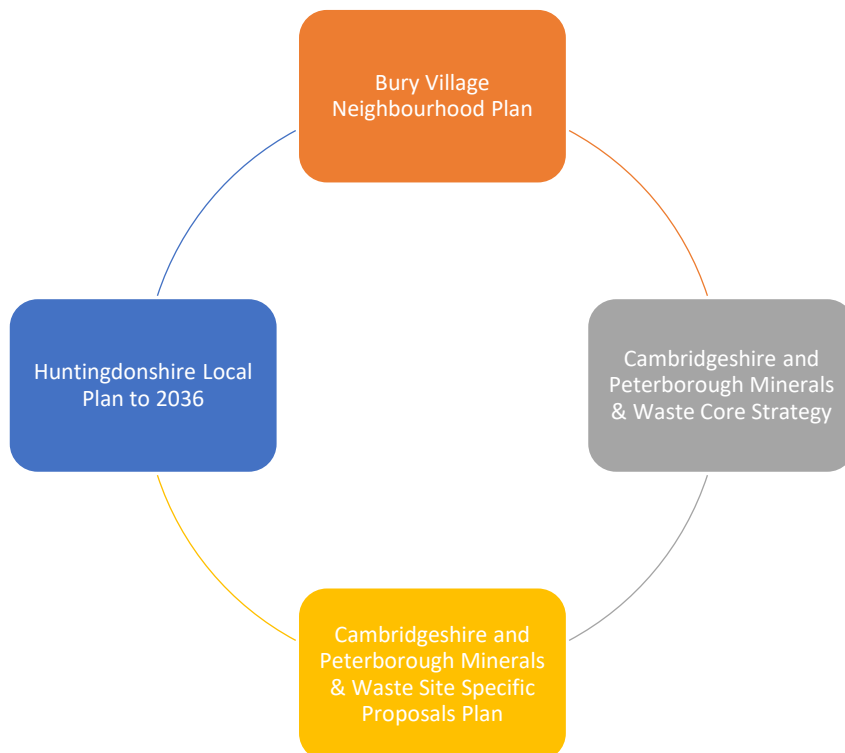 Bury Village
Neighbourhood Plan
Huntingdonshire Local
Plan to 2036
Cambridgeshire and
Peterborough Minerals
& Waste Core Strategy
Cambridgeshire and
Peterborough Minerals
& Waste Site Specific
Proposals Plan